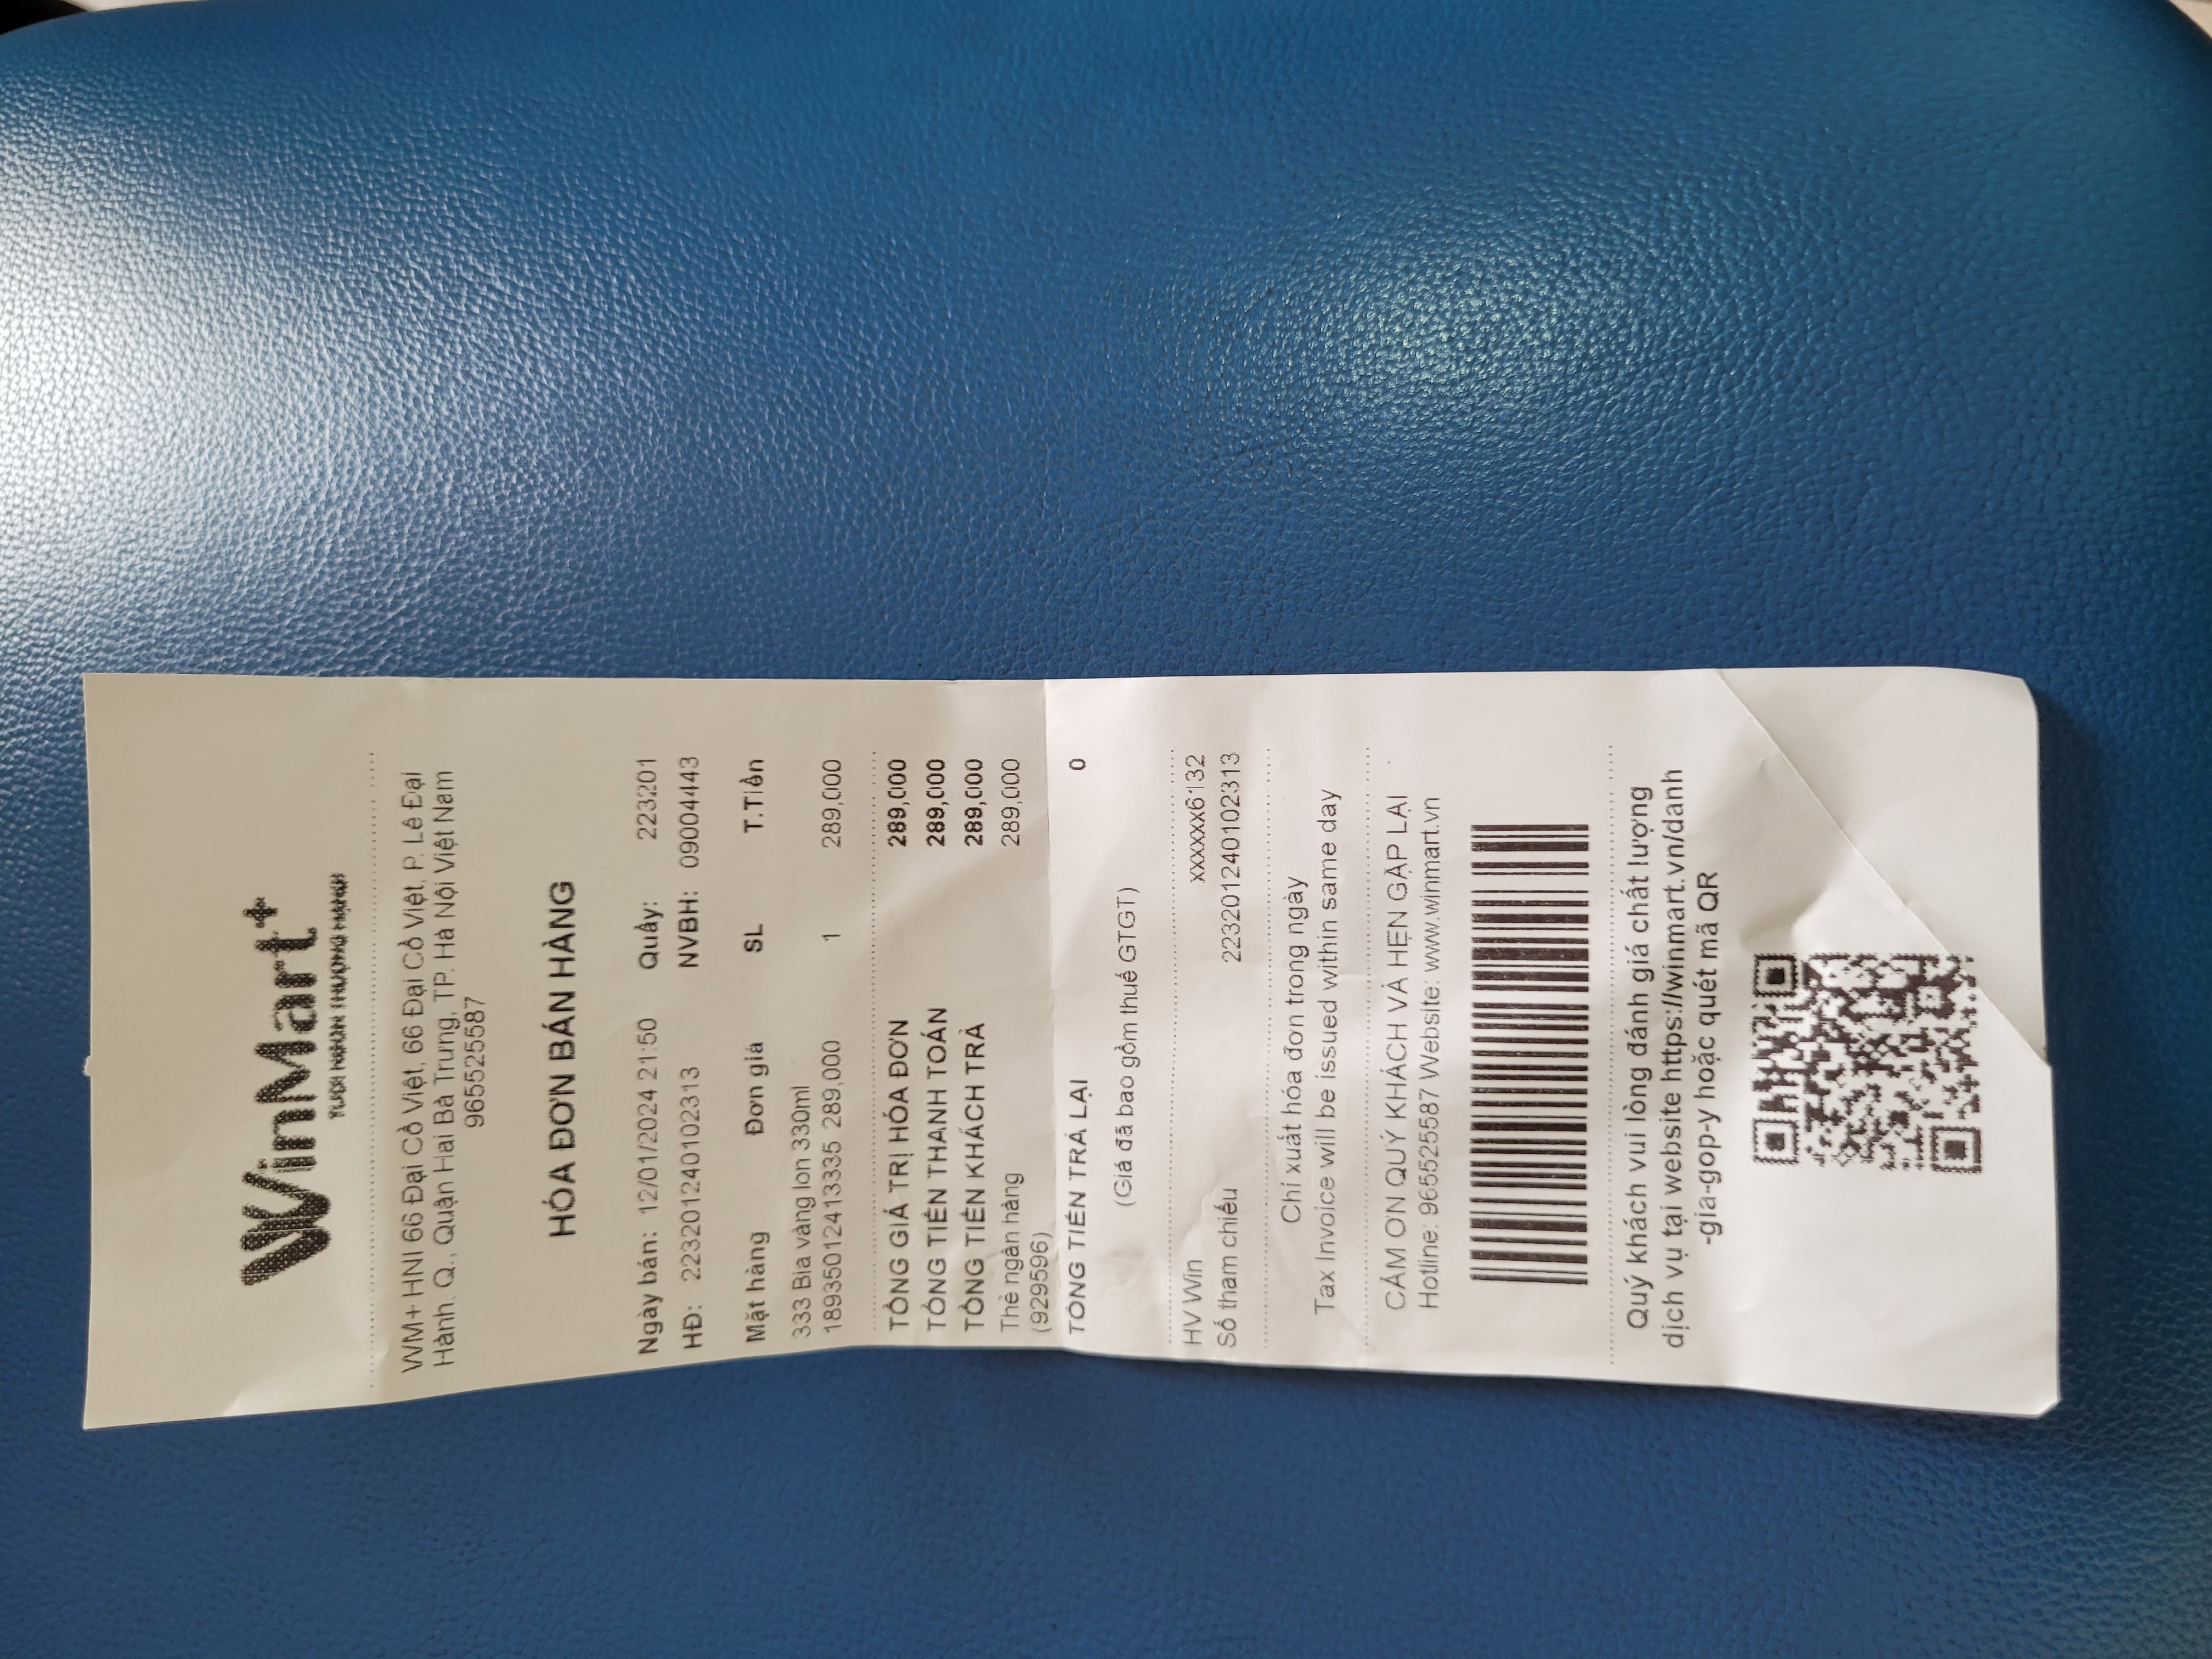 WinMart+
TƯƠI NGON THƯỢNG HẠNG
WM+ HNI 66 Đại Cồ Việt, 66 Đại Cồ Việt, P. Lê Đại
Hành, Q., Quận Hai Bà Trưng, TP. Hà Nội Việt Nam
965525587
HÓA ĐƠN BÁN HÀNG
Ngày bán: 12/01/2024 21:50 Quầy: 223201
HĐ: 223201240102313 NVBH: 09004443
Mặt hàng Đơn giá SL T.Tiền
333 Bia vàng lon 330ml
18935012413335 289,000 1 289,000
TỔNG GIÁ TRỊ HÓA ĐƠN 289,000
TỔNG TIỀN THANH TOÁN 289,000
TỔNG TIỀN KHÁCH TRẢ 289,000
Thẻ ngân hàng 289,000
(929596)
TỔNG TIỀN TRẢ LẠI 0
(Giá đã bao gồm thuế GTGT)
HV Win xxxxxx6132
Số tham chiếu 223201240102313
Chỉ xuất hóa đơn trong ngày
Tax Invoice will be issued within same day
CẢM ƠN QUÝ KHÁCH VÀ HẸN GẶP LẠI
Hotline: 965525587 Website: www.winmart.vn
Quý khách vui lòng đánh giá chất lượng
dịch vụ tại website https://winmart.vn/danh
-gia-gop-y hoặc quét mã QR